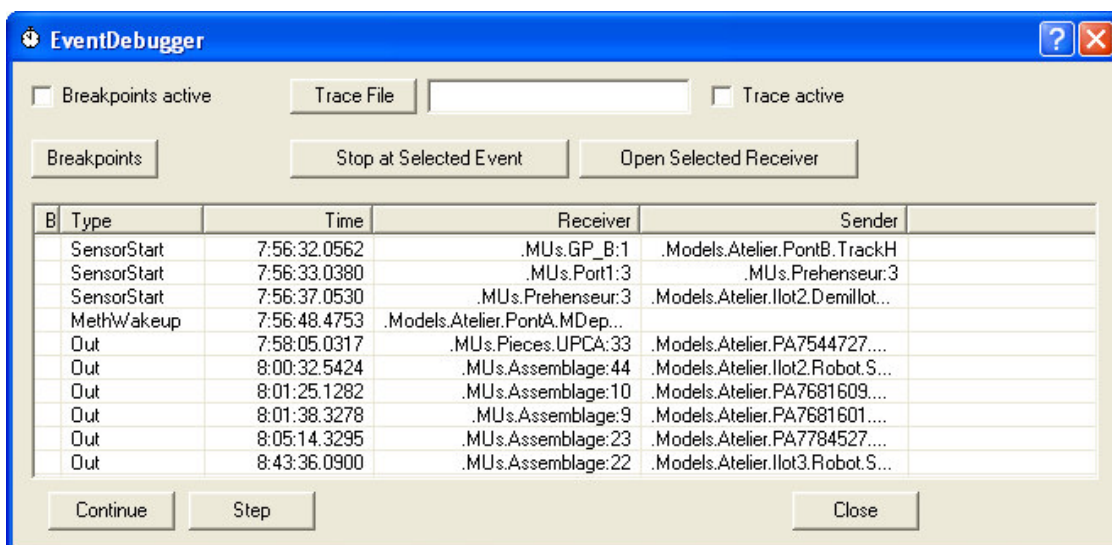 EventDebugger
Breakpoints active Trace File Trace active
Breakpoints Stop at Selected Event Open Selected Receiver
B Type Time Receiver Sender
SensorStart 7:56:32.0562 .MUs.GP_B:1 .Models.Atelier.PontB.TrackH
SensorStart 7:56:33.0380 .MUs.Port1:3 .MUs.Prehenseur:3
SensorStart 7:56:37.0530 .MUs.Prehenseur:3 .Models.Atelier.Ilot2.Demillot...
MethWakeup 7:56:48.4753 .Models.Atelier.PontA.MDep...
Out 7:58:05.0317 .MUs.Pieces.UPCA:33 .Models.Atelier.PA7544727....
Out 8:00:32.5424 .MUs.Assemblage:44 .Models.Atelier.Ilot2.Robot.S...
Out 8:01:25.1282 .MUs.Assemblage:10 .Models.Atelier.PA7681609....
Out 8:01:38.3278 .MUs.Assemblage:9 .Models.Atelier.PA7681601....
Out 8:05:14.3295 .MUs.Assemblage:23 .Models.Atelier.PA7784527....
Out 8:43:36.0900 .MUs.Assemblage:22 .Models.Atelier.Ilot3.Robot.S...
Continue Step Close